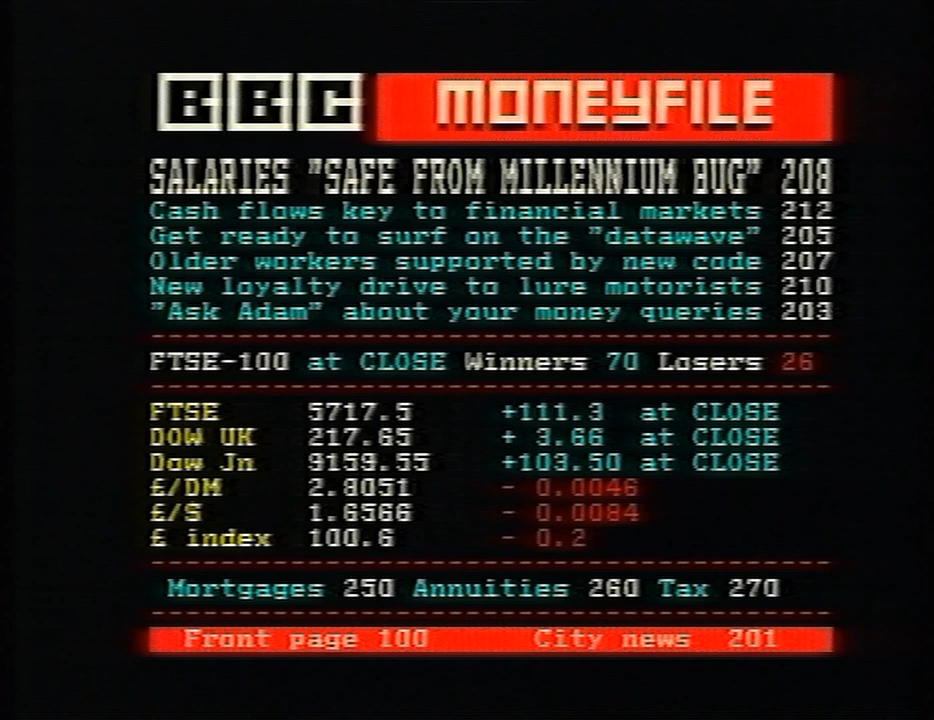 BBC MONEYFILE
SALARIES "SAFE FROM MILLENNIUM BUG" 208
Cash flows key to financial markets 212
Get ready to surf on the "datawave" 205
Older workers supported by new code 207
New loyalty drive to lure motorists 210
"Ask Adam" about your money queries 203
FTSE-100 at CLOSE Winners 70 Losers 26
FTSE 5717.5 +111.3 at CLOSE
DOW UK 217.65 + 3.66 at CLOSE
Dow Jn 9159.55 +103.50 at CLOSE
£/DM 2.8051 - 0.0046
£/$ 1.6566 - 0.0084
£ index 100.6 - 0.2
Mortgages 250 Annuities 260 Tax 270
Front page 100 City news 201